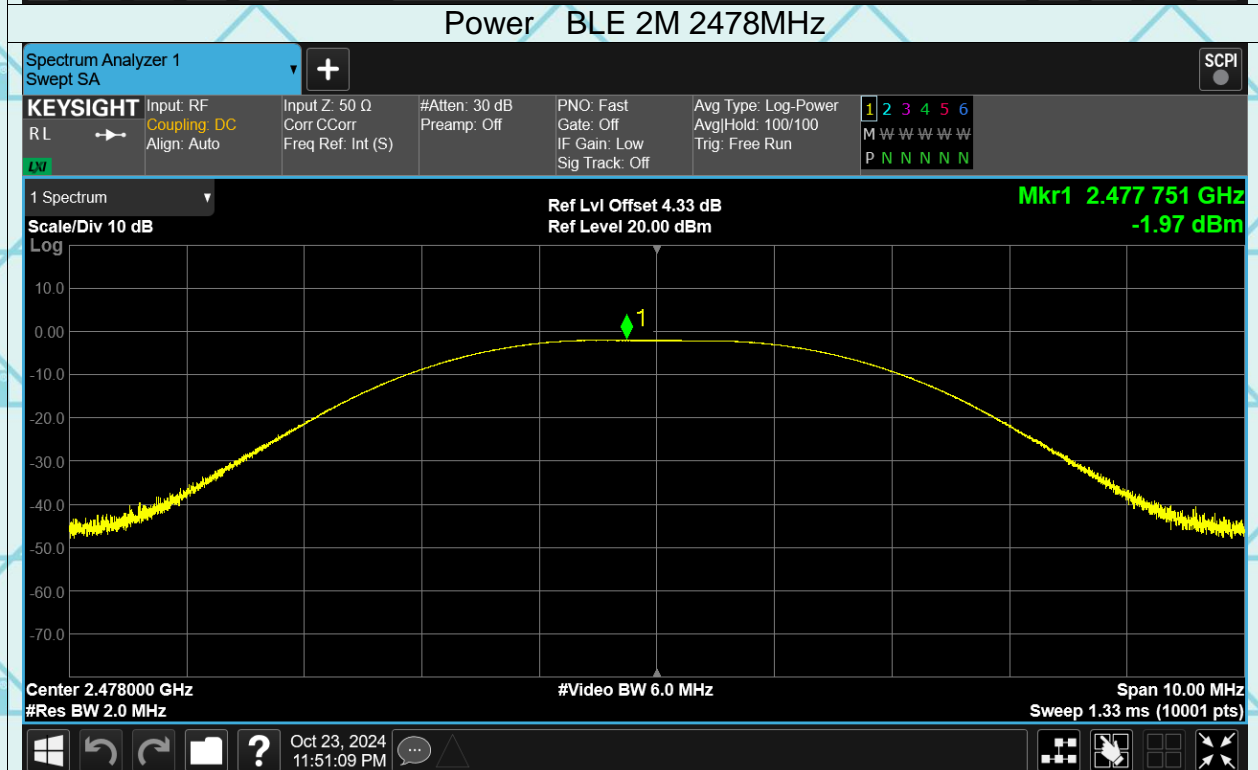 Power BLE 2M 2478MHz
Spectrum Analyzer 1
Swept SA
+
SCPI
KEYSIGHT
RL
LXI
Input: RF
Coupling: DC
Align: Auto
Input Z: 50 Ω
Corr CCorr
Freq Ref: Int (S)
#Atten: 30 dB
Preamp: Off
PNO: Fast
Gate: Off
IF Gain: Low
Sig Track: Off
Avg Type: Log-Power
Avg|Hold: 100/100
Trig: Free Run
1 2 3 4 5 6
M W W W W W
P N N N N N
1 Spectrum
Scale/Div 10 dB
Ref Lvl Offset 4.33 dB
Ref Level 20.00 dBm
Mkr1 2.477 751 GHz
-1.97 dBm
Log
10.0
0.00
-10.0
-20.0
-30.0
-40.0
-50.0
-60.0
-70.0
1
Center 2.478000 GHz
#Res BW 2.0 MHz
#Video BW 6.0 MHz
Span 10.00 MHz
Sweep 1.33 ms (10001 pts)
?
Oct 23, 2024
11:51:09 PM